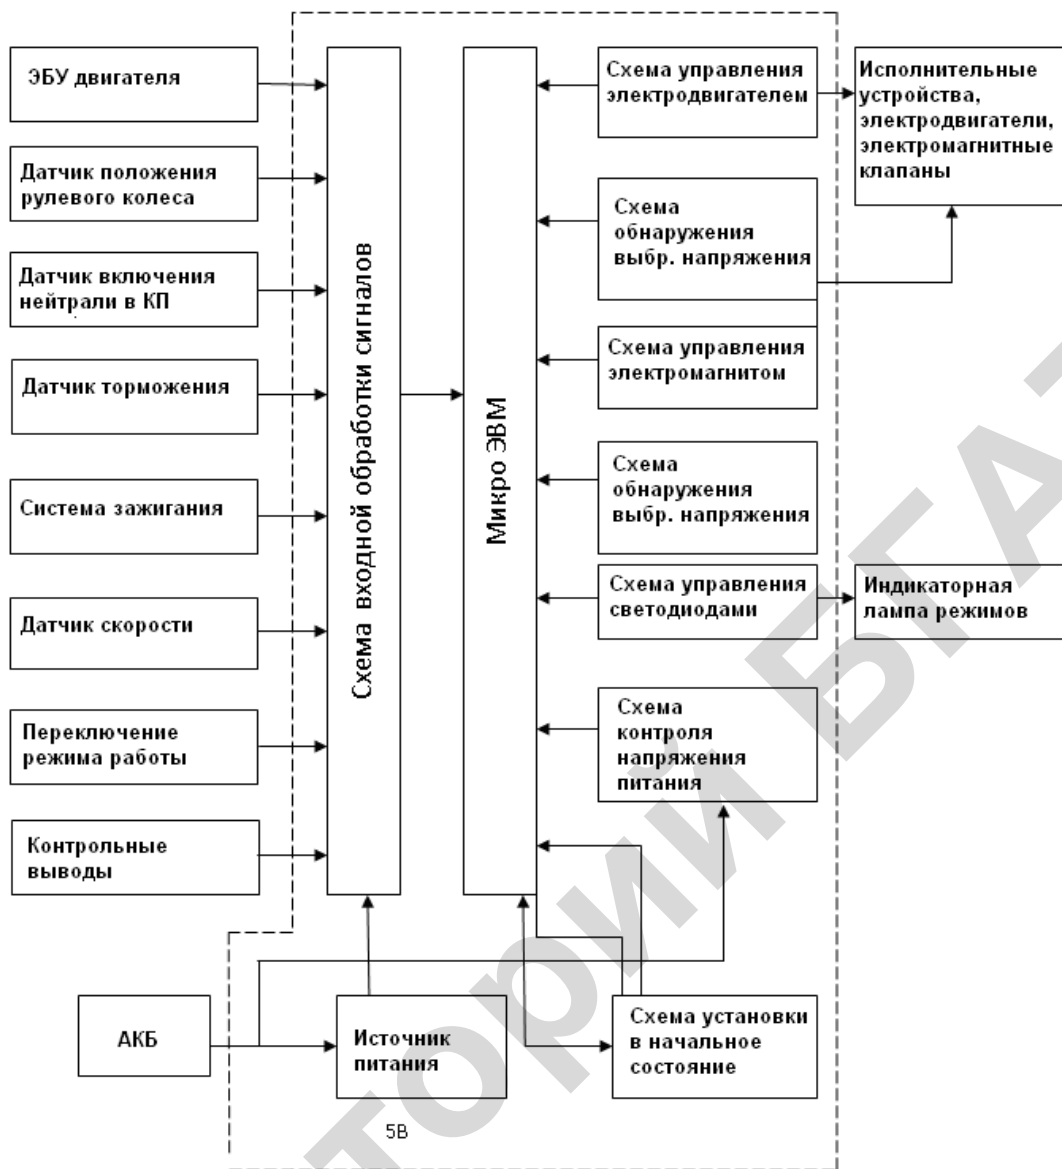 ЭБУ двигателя
Датчик положения
рулевого колеса
Датчик включения
нейтрали в КП
Датчик торможения
Система зажигания
Датчик скорости
Переключение
режима работы
Контрольные
выводы
АКБ
Схема входной обработки сигналов
Микро ЭВМ
Источник
питания
5В
Схема управления
электродвигателем
Схема
обнаружения
выбр. напряжения
Схема управления
электромагнитом
Схема
обнаружения
выбр. напряжения
Схема управления
светодиодами
Схема
контроля
напряжения
питания
Схема установки
в начальное
состояние
Исполнительные
устройства,
электродвигатели,
электромагнитные
клапаны
Индикаторная
лампа режимов